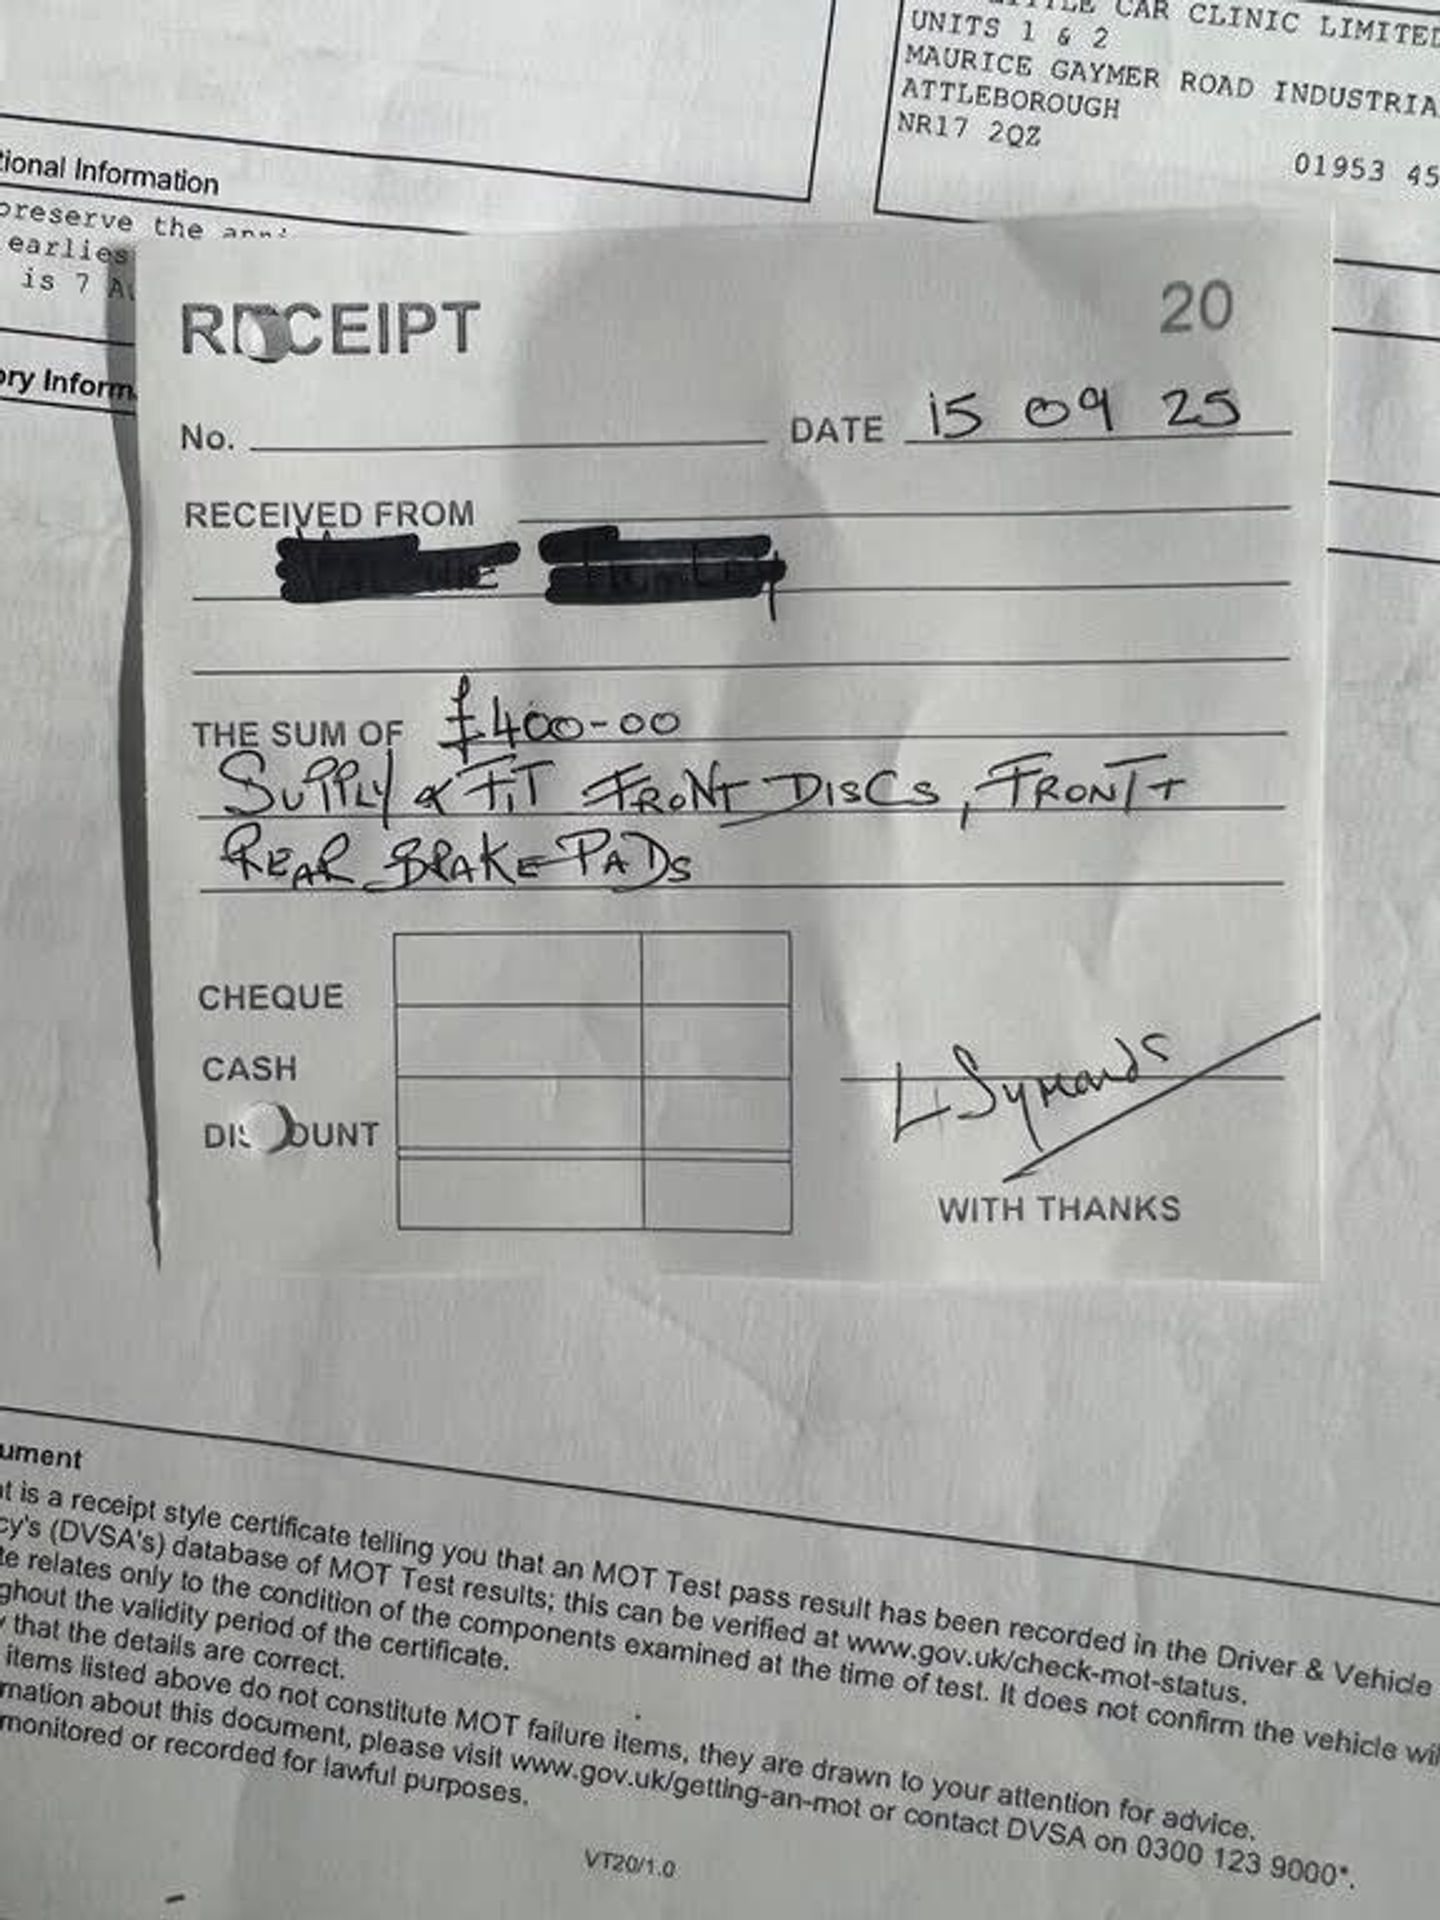 CAR CLINIC LIMITED
UNITS 1 & 2
MAURICE GAYMER ROAD INDUSTRIA
ATTLEBOROUGH
NR17 2QZ
01953 45
tional Information
preserve the
earlies
is 7
ory Inform
RECEIPT
20
No.
DATE 15 09 25
RECEIVED FROM
THE SUM OF £400-00
SUPPLY & FIT FRONT DISCS, FRONT +
REAR BRAKE PADS
CHEQUE
CASH
DISCOUNT
L Symonds
WITH THANKS
ument
t is a receipt style certificate telling you that an MOT Test pass result has been recorded in the Driver & Vehicle
cy's (DVSA's) database of MOT Test results; this can be verified at www.gov.uk/check-mot-status.
te relates only to the condition of the components examined at the time of test. It does not confirm the vehicle wil
ghout the validity period of the certificate.
that the details are correct.
items listed above do not constitute MOT failure items, they are drawn to your attention for advice.
mation about this document, please visit www.gov.uk/getting-an-mot or contact DVSA on 0300 123 9000*.
monitored or recorded for lawful purposes.
VT20/1.0